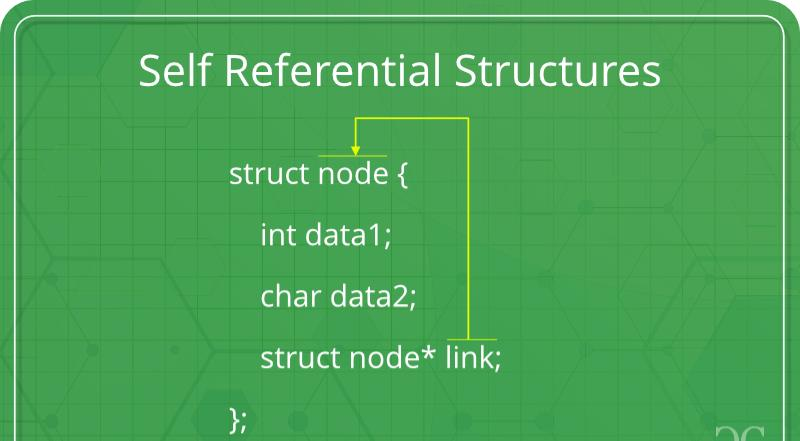 Self Referential Structures
struct node {
int data1;
char data2;
struct node* link;
};